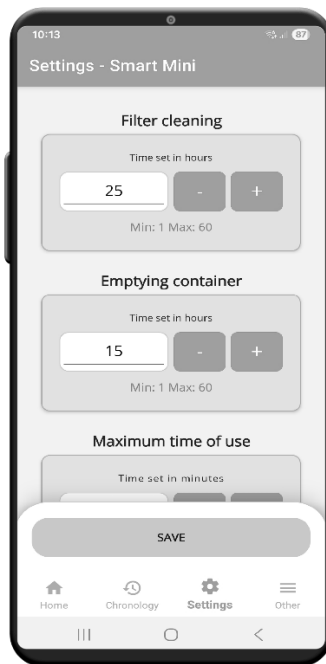 10:13
87
Settings - Smart Mini
Filter cleaning
Time set in hours
25 - +
Min: 1 Max: 60
Emptying container
Time set in hours
15 - +
Min: 1 Max: 60
Maximum time of use
Time set in minutes
SAVE
Home Chronology Settings Other